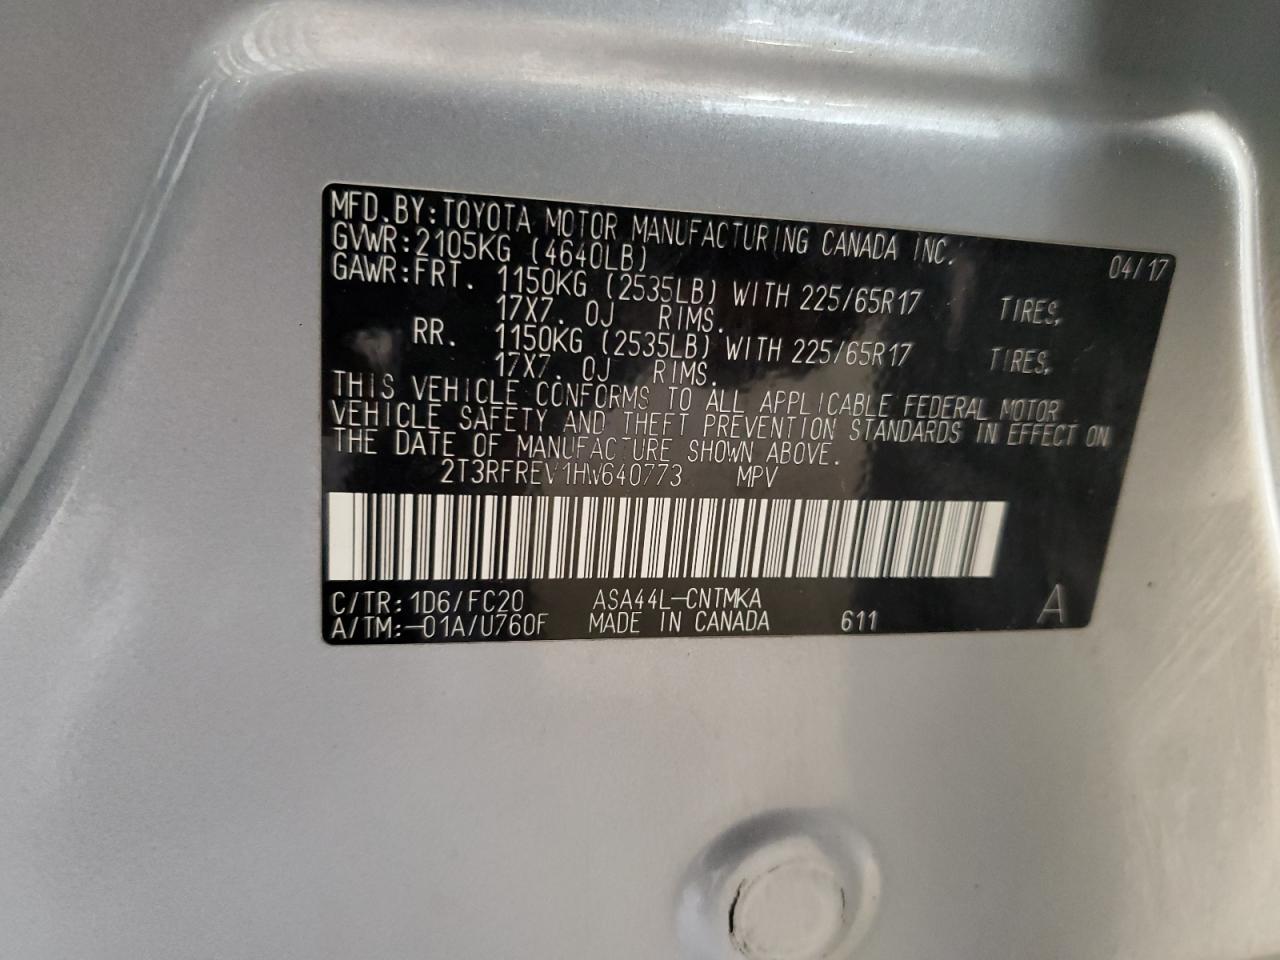 MFD.BY:TOYOTA MOTOR MANUFACTURING CANADA INC. 04/17
GVWR:2105KG (4640LB)
GAWR:FRT. 1150KG (2535LB) WITH 225/65R17 TIRES,
17X7. 0J RIMS.
RR. 1150KG (2535LB) WITH 225/65R17 TIRES,
17X7. 0J RIMS.
THIS VEHICLE CONFORMS TO ALL APPLICABLE FEDERAL MOTOR
VEHICLE SAFETY AND THEFT PREVENTION STANDARDS IN EFFECT ON
THE DATE OF MANUFACTURE SHOWN ABOVE.
2T3RFREV1HW640773 MPV
C/TR:1D6/FC20 ASA44L-CNTMKA
A/TM:-01A/U760F MADE IN CANADA 611 A